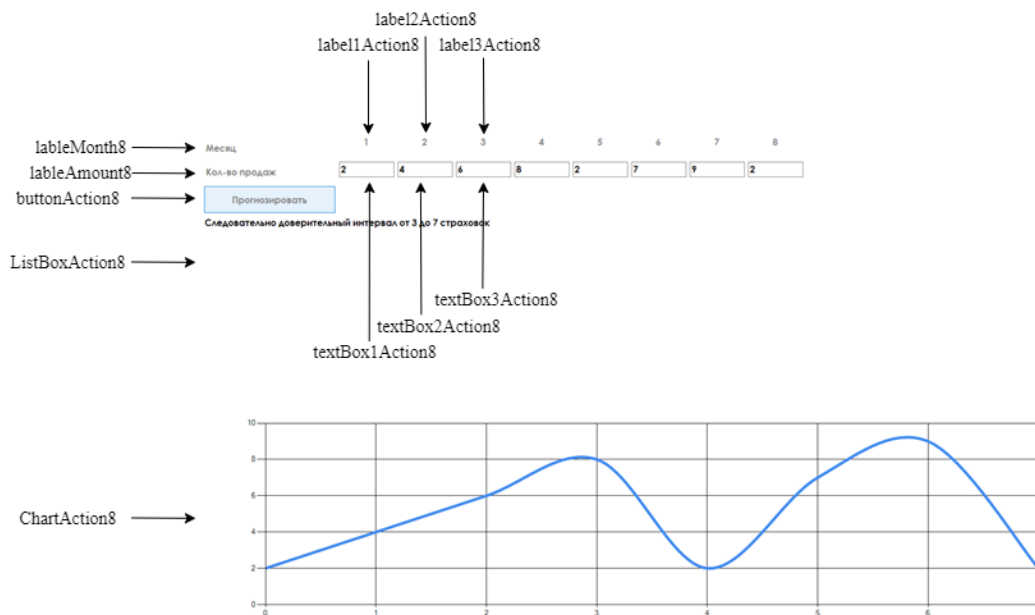 label2Action8
label1Action8 label3Action8
lableMonth8 Месяц 1 2 3 4 5 6 7 8
lableAmount8 Кол-во продаж 2 4 6 8 2 7 9 2
buttonAction8 Прогнозировать
Следовательно доверительный интервал от 3 до 7 страховок
ListBoxAction8
textBox3Action8
textBox2Action8
textBox1Action8
10
8
6
4
ChartAction8
2
0
0 1 2 3 4 5 6